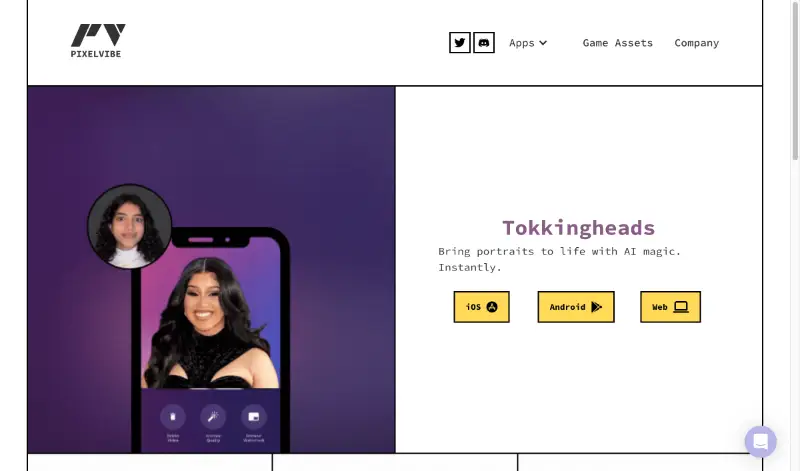 PIXELVIBE
Apps
Game Assets
Company
Tokkingheads
Bring portraits to life with AI magic.
Instantly.
iOS
Android
Web